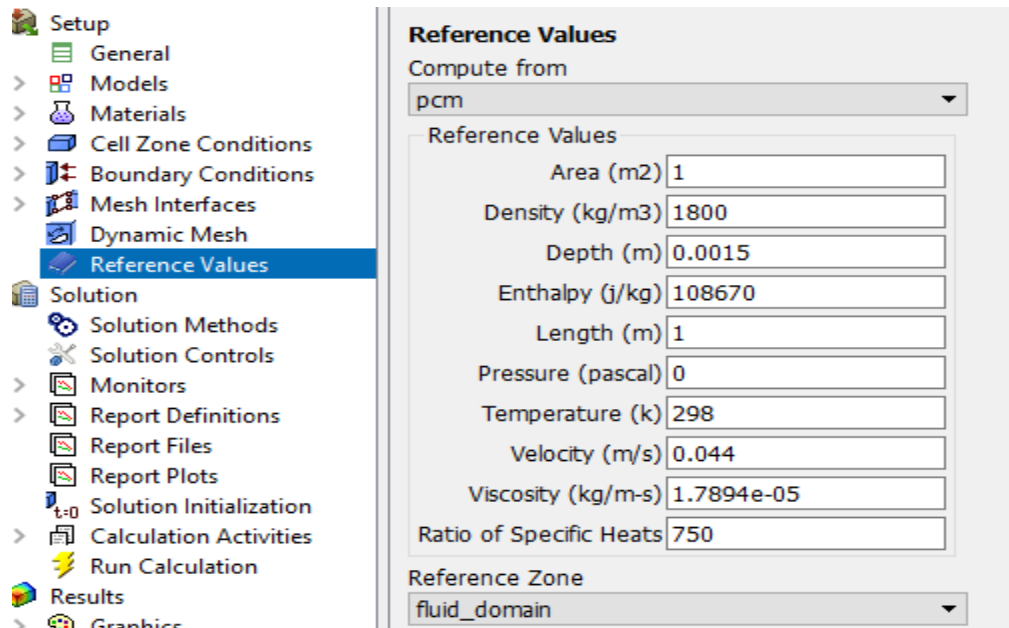 Setup
General
Models
Materials
Cell Zone Conditions
Boundary Conditions
Mesh Interfaces
Dynamic Mesh
Reference Values
Solution
Solution Methods
Solution Controls
Monitors
Report Definitions
Report Files
Report Plots
t=0 Solution Initialization
Calculation Activities
Run Calculation
Results
Graphics
Reference Values
Compute from
pcm
Reference Values
Area (m2) 1
Density (kg/m3) 1800
Depth (m) 0.0015
Enthalpy (j/kg) 108670
Length (m) 1
Pressure (pascal) 0
Temperature (k) 298
Velocity (m/s) 0.044
Viscosity (kg/m-s) 1.7894e-05
Ratio of Specific Heats 750
Reference Zone
fluid_domain